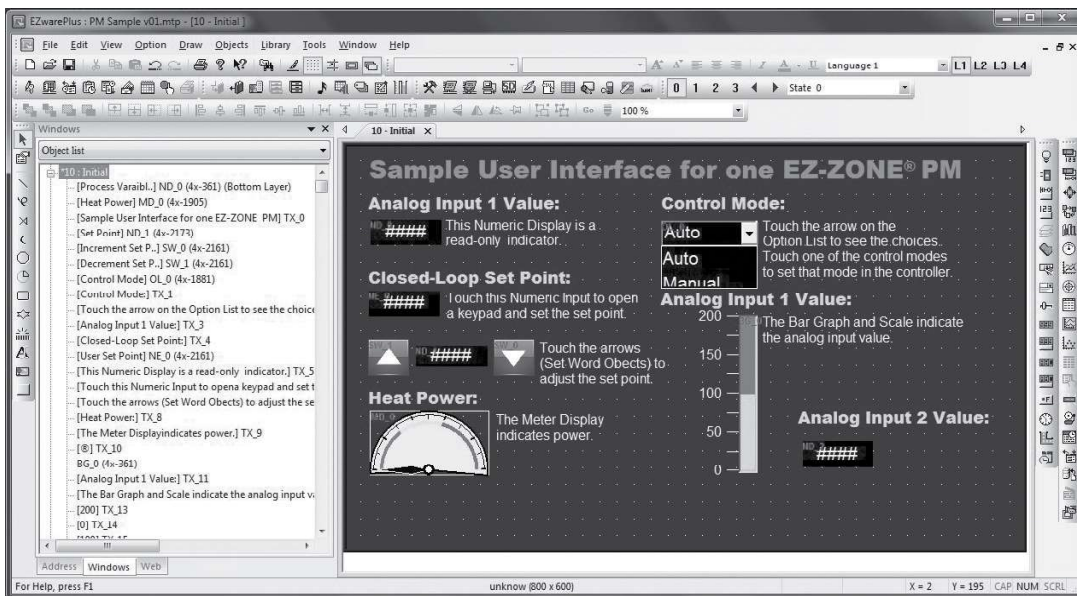 EZwarePlus : PM Sample v01.mtp - [10 - Initial ]
File Edit View Option Draw Objects Library Tools Window Help
Language 1 L1 L2 L3 L4
0 1 2 3 State 0
100 %
Windows
10 - Initial
Object list
*10 : Initial
[Process Varaibl..] ND_0 (4x-361) (Bottom Layer)
[Heat Power] MD_0 (4x-1905)
[Sample User Interface for one EZ-ZONE PM] TX_0
[Set Point] ND_1 (4x-2173)
[Increment Set P..] SW_0 (4x-2161)
[Decrement Set P..] SW_1 (4x-2161)
[Control Mode] OL_0 (4x-1881)
[Control Mode:] TX_1
[Touch the arrow on the Option List to see the choice
[Analog Input 1 Value:] TX_3
[Closed-Loop Set Point:] TX_4
[User Set Point] NE_0 (4x-2161)
[This Numeric Display is a read-only indicator.] TX_5
[Touch this Numeric Input to opena keypad and set t
[Touch the arrows (Set Word Obects) to adjust the se
[Heat Power:] TX_8
[The Meter Displayindicates power.] TX_9
[®] TX_10
BG_0 (4x-361)
[Analog Input 1 Value:] TX_11
[The Bar Graph and Scale indicate the analog input va
[200] TX_13
[0] TX_14
[100] TX_15
Address Windows Web
Sample User Interface for one EZ-ZONE® PM
Analog Input 1 Value:
####
This Numeric Display is a
read-only indicator.
Closed-Loop Set Point:
####
Touch this Numeric Input to open
a keypad and set the set point.
SW_1
####
SW_0
Touch the arrows
(Set Word Obects) to
adjust the set point.
Heat Power:
MD_0
The Meter Display
indicates power.
Control Mode:
Auto
Auto
Manual
Touch the arrow on the
Option List to see the choices.
Touch one of the control modes
to set that mode in the controller.
Analog Input 1 Value:
200
150
100
50
0
The Bar Graph and Scale indicate
the analog input value.
Analog Input 2 Value:
####
For Help, press F1 unknow (800 x 600) X = 2 Y = 195 CAP NUM SCRL